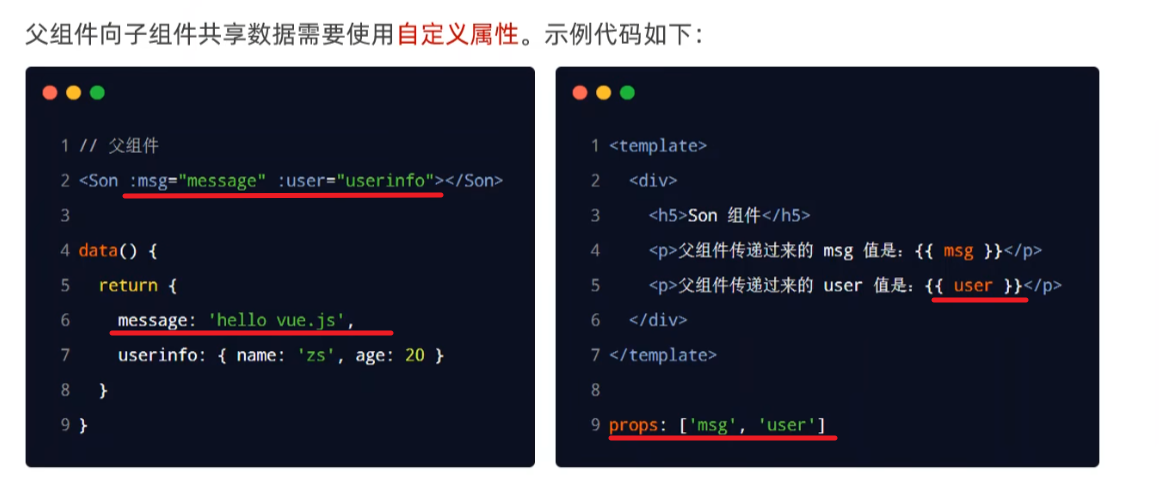 父组件向子组件共享数据需要使用自定义属性。示例代码如下：
1 // 父组件
2 <Son :msg="message" :user="userinfo"></Son>
3
4 data() {
5   return {
6     message: 'hello vue.js',
7     userinfo: { name: 'zs', age: 20 }
8   }
9 }
1 <template>
2   <div>
3     <h5>Son 组件</h5>
4     <p>父组件传递过来的 msg 值是：{{ msg }}</p>
5     <p>父组件传递过来的 user 值是：{{ user }}</p>
6   </div>
7 </template>
8
9 props: ['msg', 'user']